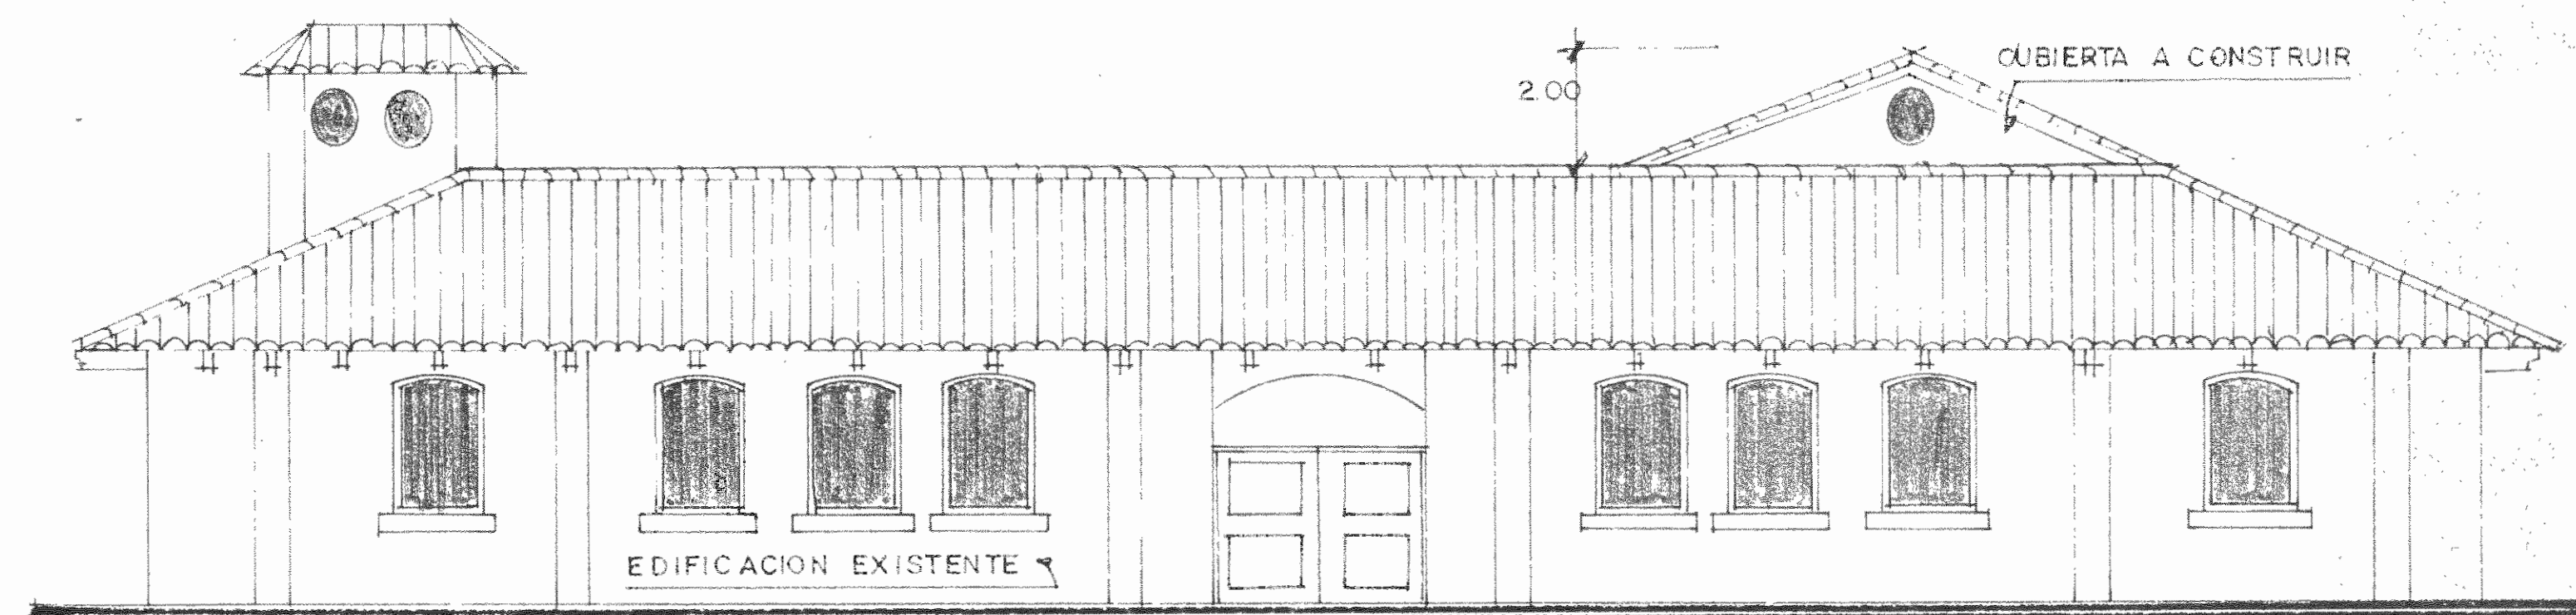 CUBIERTA A CONSTRUIR
2.00
EDIFICACION EXISTENTE